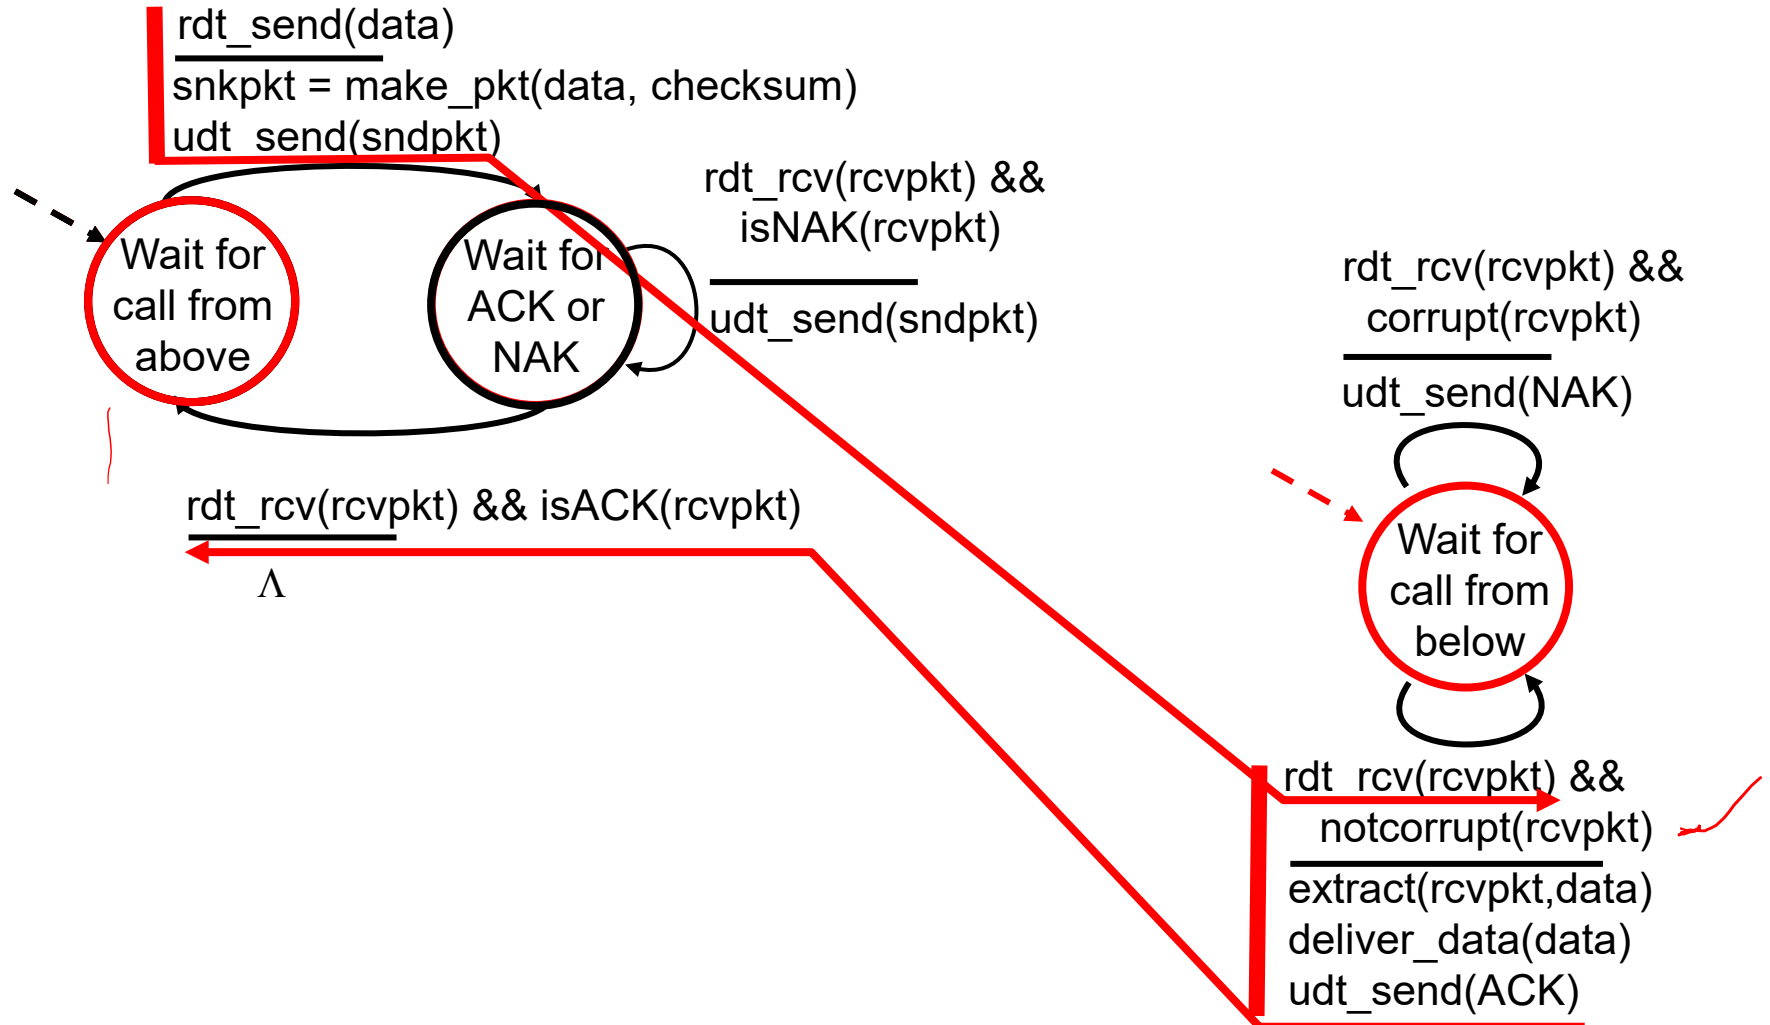 rdt_send(data)
snkpkt = make_pkt(data, checksum)
udt_send(sndpkt)
rdt_rcv(rcvpkt) &&
isNAK(rcvpkt)
udt_send(sndpkt)
Wait for
call from
above
Wait for
ACK or
NAK
rdt_rcv(rcvpkt) && isACK(rcvpkt)
Λ
rdt_rcv(rcvpkt) &&
corrupt(rcvpkt)
udt_send(NAK)
Wait for
call from
below
rdt_rcv(rcvpkt) &&
notcorrupt(rcvpkt)
extract(rcvpkt,data)
deliver_data(data)
udt_send(ACK)